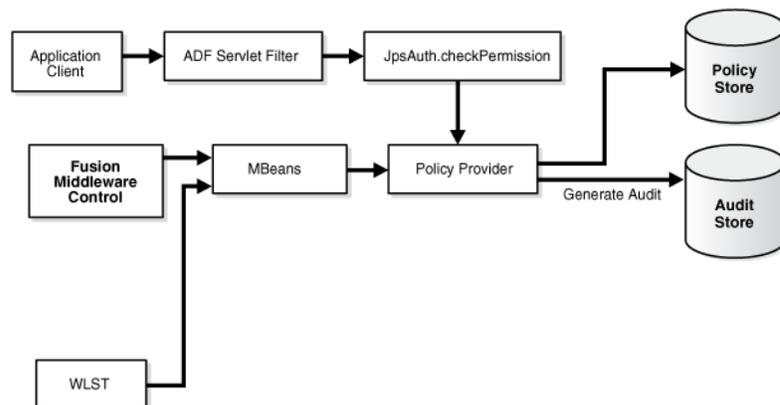 Application
Client
ADF Servlet Filter
JpsAuth.checkPermission
Policy
Store
Fusion
Middleware
Control
MBeans
Policy Provider
Generate Audit
Audit
Store
WLST